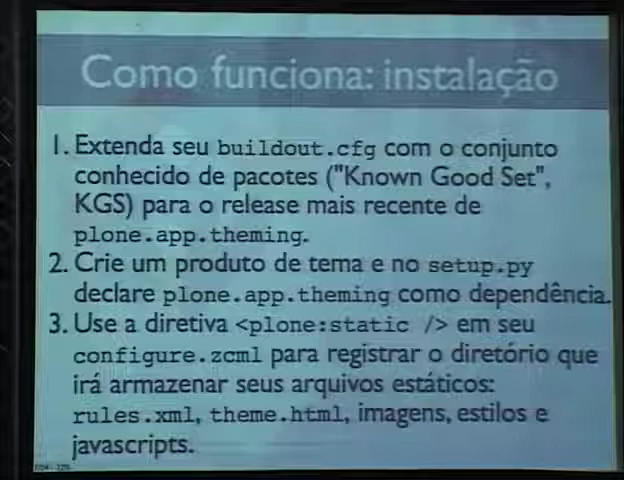 Como funciona: instalação
1. Extenda seu buildout.cfg com o conjunto
conhecido de pacotes ("Known Good Set",
KGS) para o release mais recente de
plone.app.theming.
2. Crie um produto de tema e no setup.py
declare plone.app.theming como dependência.
3. Use a diretiva <plone:static /> em seu
configure.zcml para registrar o diretório que
irá armazenar seus arquivos estáticos:
rules.xml, theme.html, imagens, estilos e
javascripts.